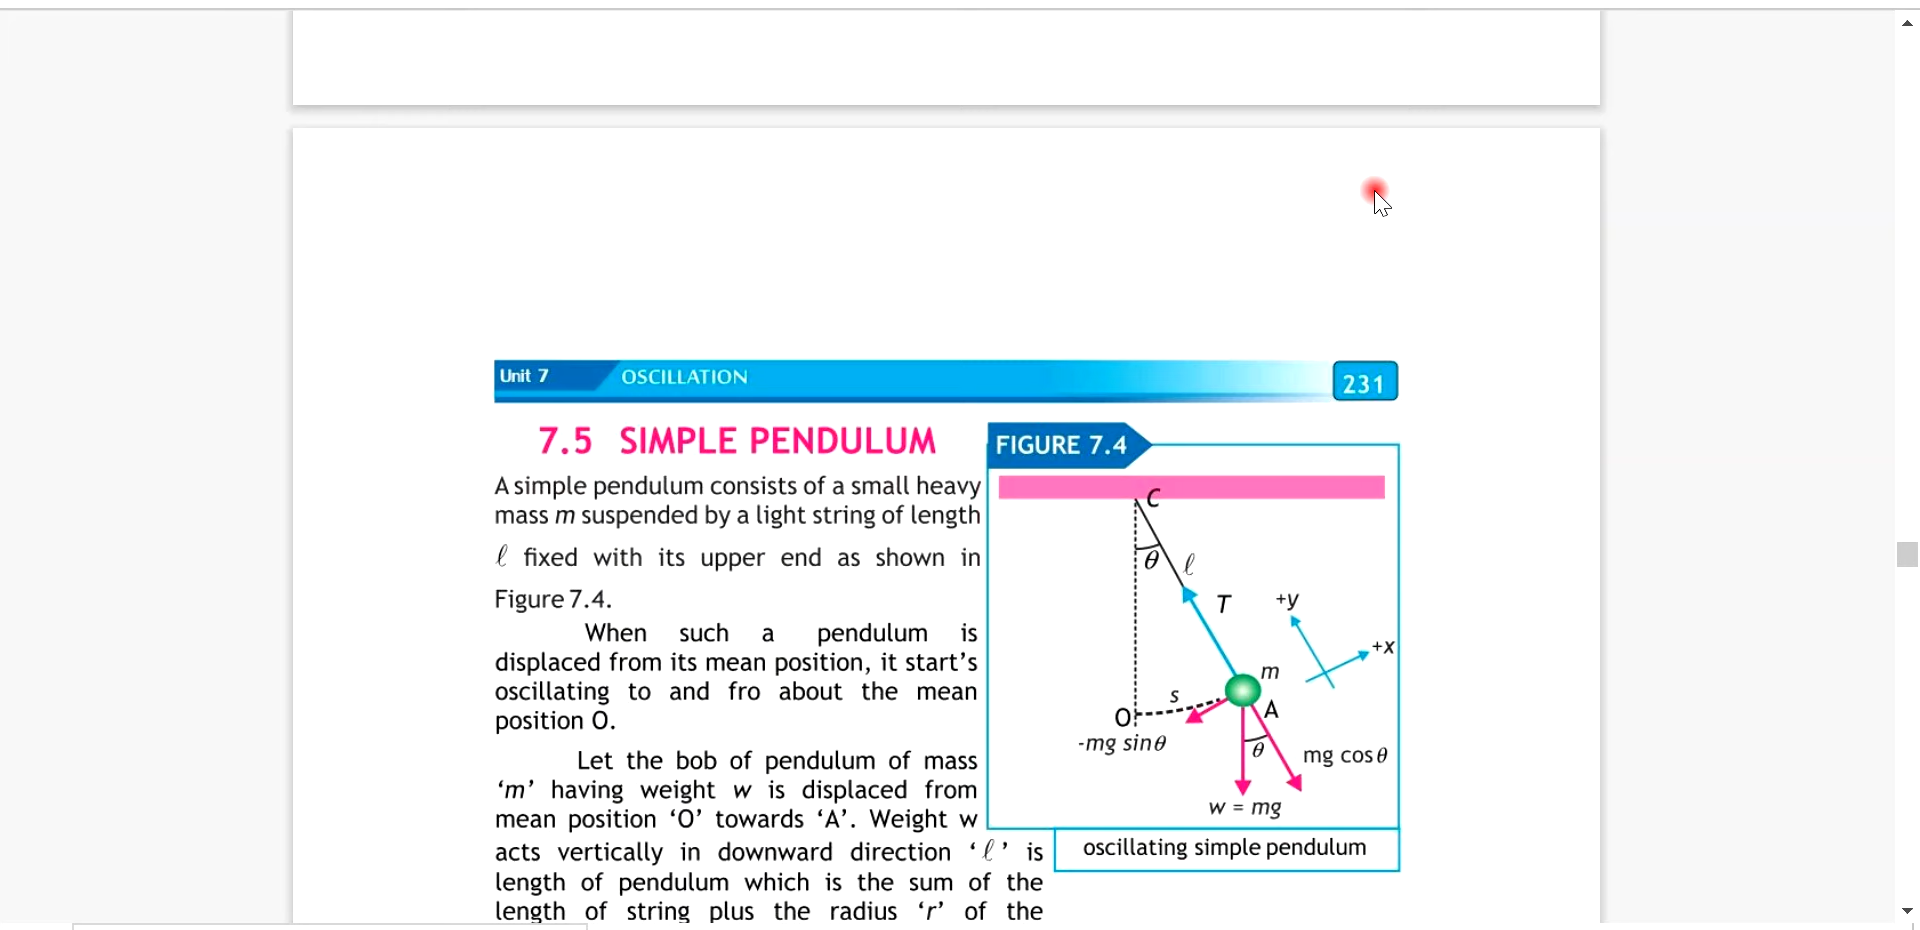 Unit 7 OSCILLATION 231
7.5 SIMPLE PENDULUM
A simple pendulum consists of a small heavy
mass m suspended by a light string of length
ℓ fixed with its upper end as shown in
Figure 7.4.
When such a pendulum is
displaced from its mean position, it start’s
oscillating to and fro about the mean
position O.
Let the bob of pendulum of mass
‘m’ having weight w is displaced from
mean position ‘O’ towards ‘A’. Weight w
acts vertically in downward direction ‘ℓ’ is
length of pendulum which is the sum of the
length of string plus the radius ‘r’ of the
FIGURE 7.4
C
θ ℓ
T +y
+x
m
s
O A
-mg sinθ θ mg cosθ
w = mg
oscillating simple pendulum